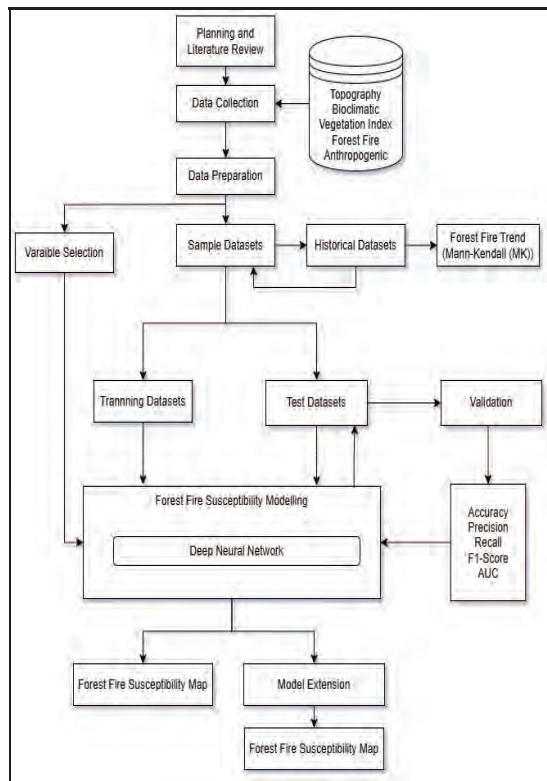 Planning and
Literature Review
Data Collection
Topography
Bioclimatic
Vegetation Index
Forest Fire
Anthropogenic
Data Preparation
Varaible Selection
Sample Datasets
Historical Datasets
Forest Fire Trend
(Mann-Kendall (MK))
Trannning Datasets
Test Datasets
Validation
Forest Fire Susceptibility Modelling
Deep Neural Network
Accuracy
Precision
Recall
F1-Score
AUC
Forest Fire Susceptibility Map
Model Extension
Forest Fire Susceptibility Map